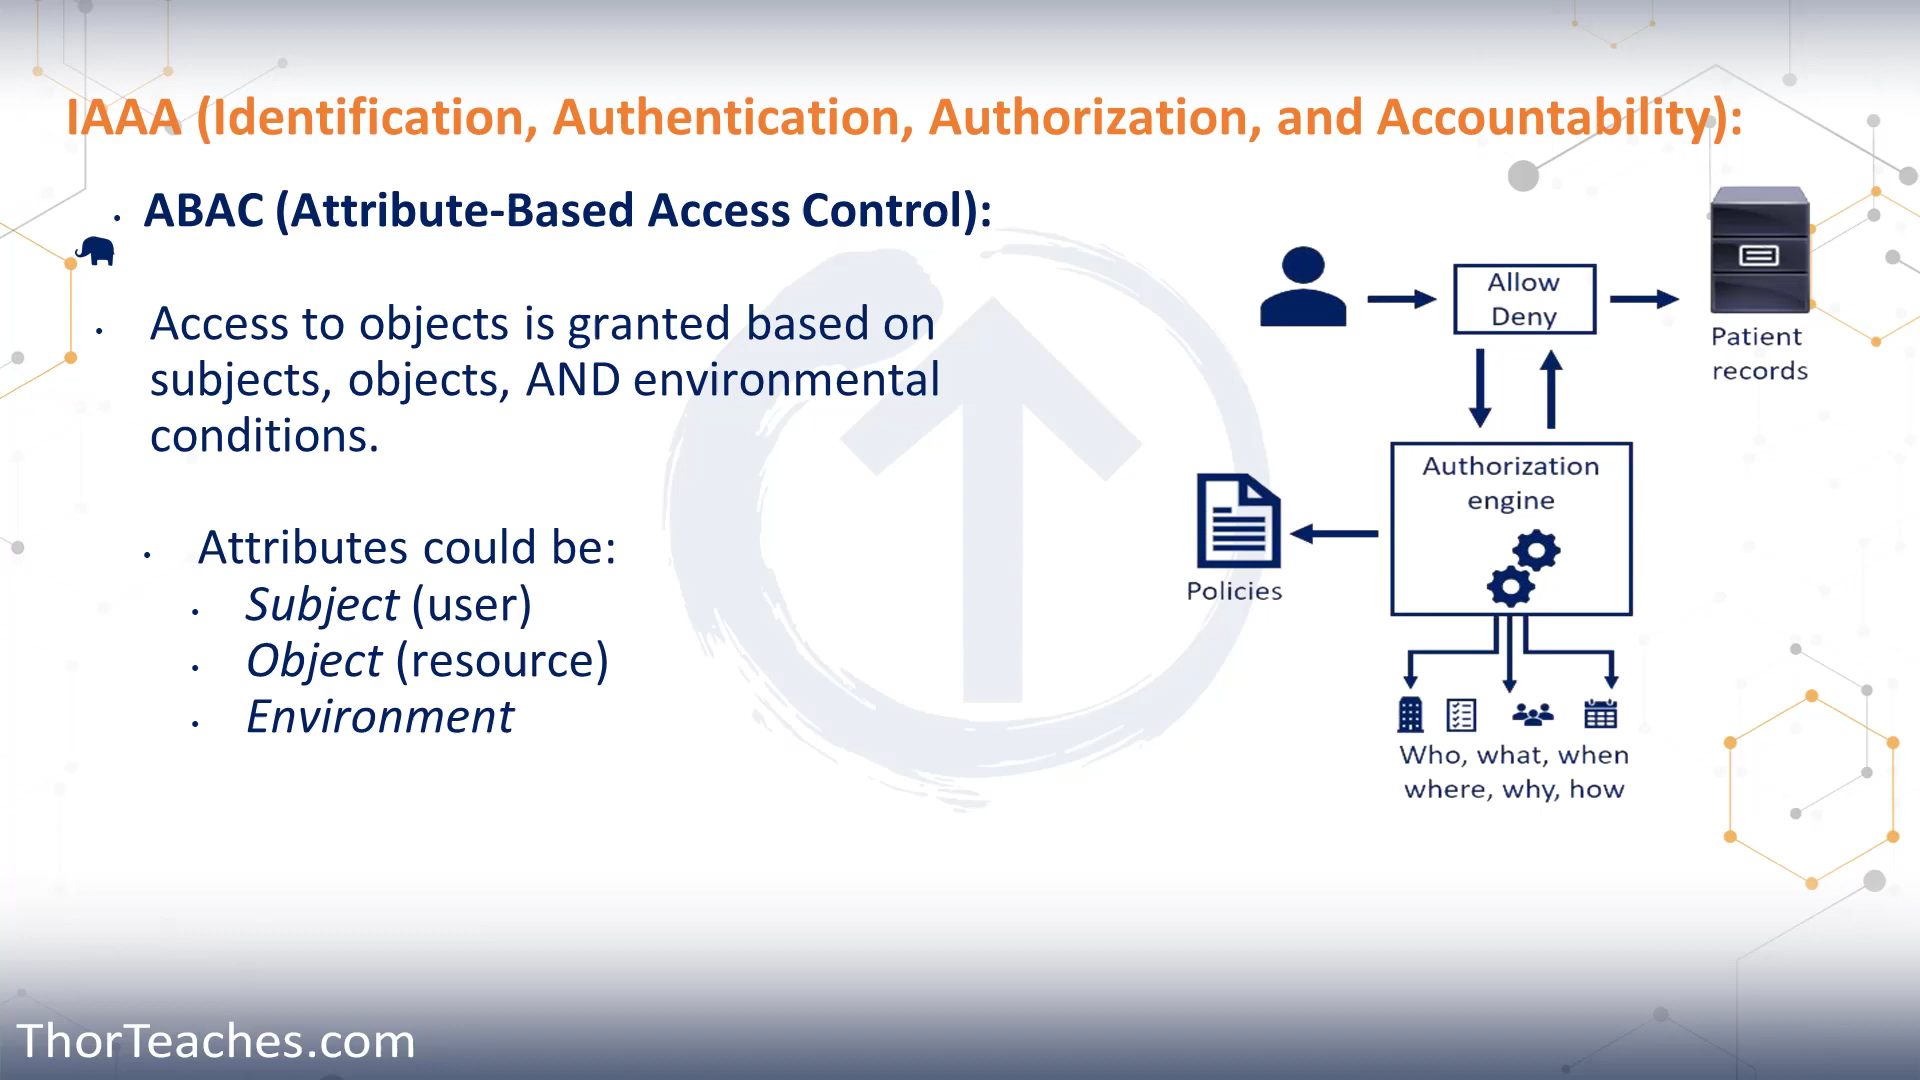 IAAA (Identification, Authentication, Authorization, and Accountability):
ABAC (Attribute-Based Access Control):
Access to objects is granted based on
subjects, objects, AND environmental
conditions.
Attributes could be:
Subject (user)
Object (resource)
Environment
Allow
Deny
Patient
records
Authorization
engine
Policies
Who, what, when
where, why, how
ThorTeaches.com